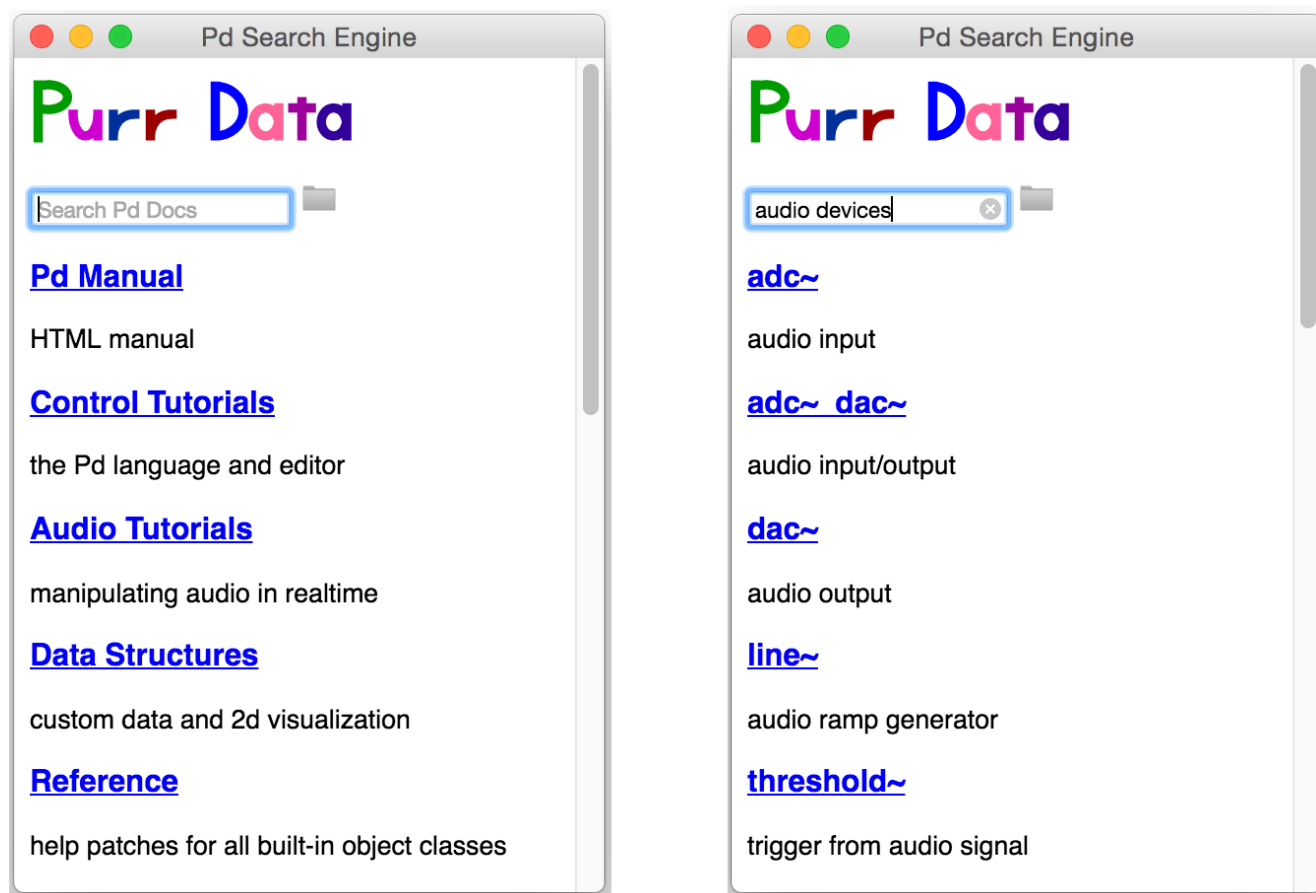 Pd Search Engine
Purr Data
Search Pd Docs
Pd Manual
HTML manual
Control Tutorials
the Pd language and editor
Audio Tutorials
manipulating audio in realtime
Data Structures
custom data and 2d visualization
Reference
help patches for all built-in object classes
Pd Search Engine
Purr Data
audio devices
adc~
audio input
adc~ dac~
audio input/output
dac~
audio output
line~
audio ramp generator
threshold~
trigger from audio signal